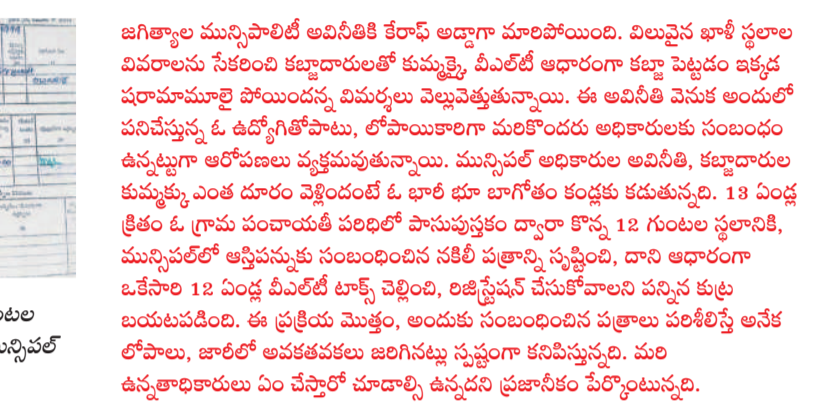 జగిత్యాల మున్సిపాలిటీ అవినీతికి కేరాఫ్ అడ్డాగా మారిపోయింది. విలువైన ఖాళీ స్థలాల
వివరాలను సేకరించి కబ్జాదారులతో కుమ్మక్కై, వీఎల్‌టీ ఆధారంగా కబ్జా పెట్టడం ఇక్కడ
షరామామూలై పోయిందన్న విమర్శలు వెల్లువెత్తుతున్నాయి. ఈ అవినీతి వెనుక అందులో
పనిచేస్తున్న ఓ ఉద్యోగితోపాటు, లోపాయికారిగా మరికొందరు అధికారులకు సంబంధం
ఉన్నట్టుగా ఆరోపణలు వ్యక్తమవుతున్నాయి. మున్సిపల్ అధికారుల అవినీతి, కబ్జాదారుల
కుమ్మక్కు ఎంత దూరం వెళ్లిందంటే ఓ భారీ భూ బాగోతం కండ్లకు కడుతున్నది. 13 ఏండ్ల
క్రితం ఓ గ్రామ పంచాయతీ పరిధిలో పాసుపుస్తకం ద్వారా కొన్న 12 గుంటల స్థలానికి,
మున్సిపల్‌లో ఆస్తిపన్నుకు సంబంధించిన నకిలీ పత్రాన్ని సృష్టించి, దాని ఆధారంగా
ఒకేసారి 12 ఏండ్ల వీఎల్‌టీ టాక్స్ చెల్లించి, రిజిస్ట్రేషన్ చేసుకోవాలని పన్నిన కుట్ర
బయటపడింది. ఈ ప్రక్రియ మొత్తం, అందుకు సంబంధించిన పత్రాలు పరిశీలిస్తే అనేక
లోపాలు, జారీలో అవకతవకలు జరిగినట్లు స్పష్టంగా కనిపిస్తున్నది. మరి
ఉన్నతాధికారులు ఏం చేస్తారో చూడాల్సి ఉన్నదని ప్రజానీకం పేర్కొంటున్నది.